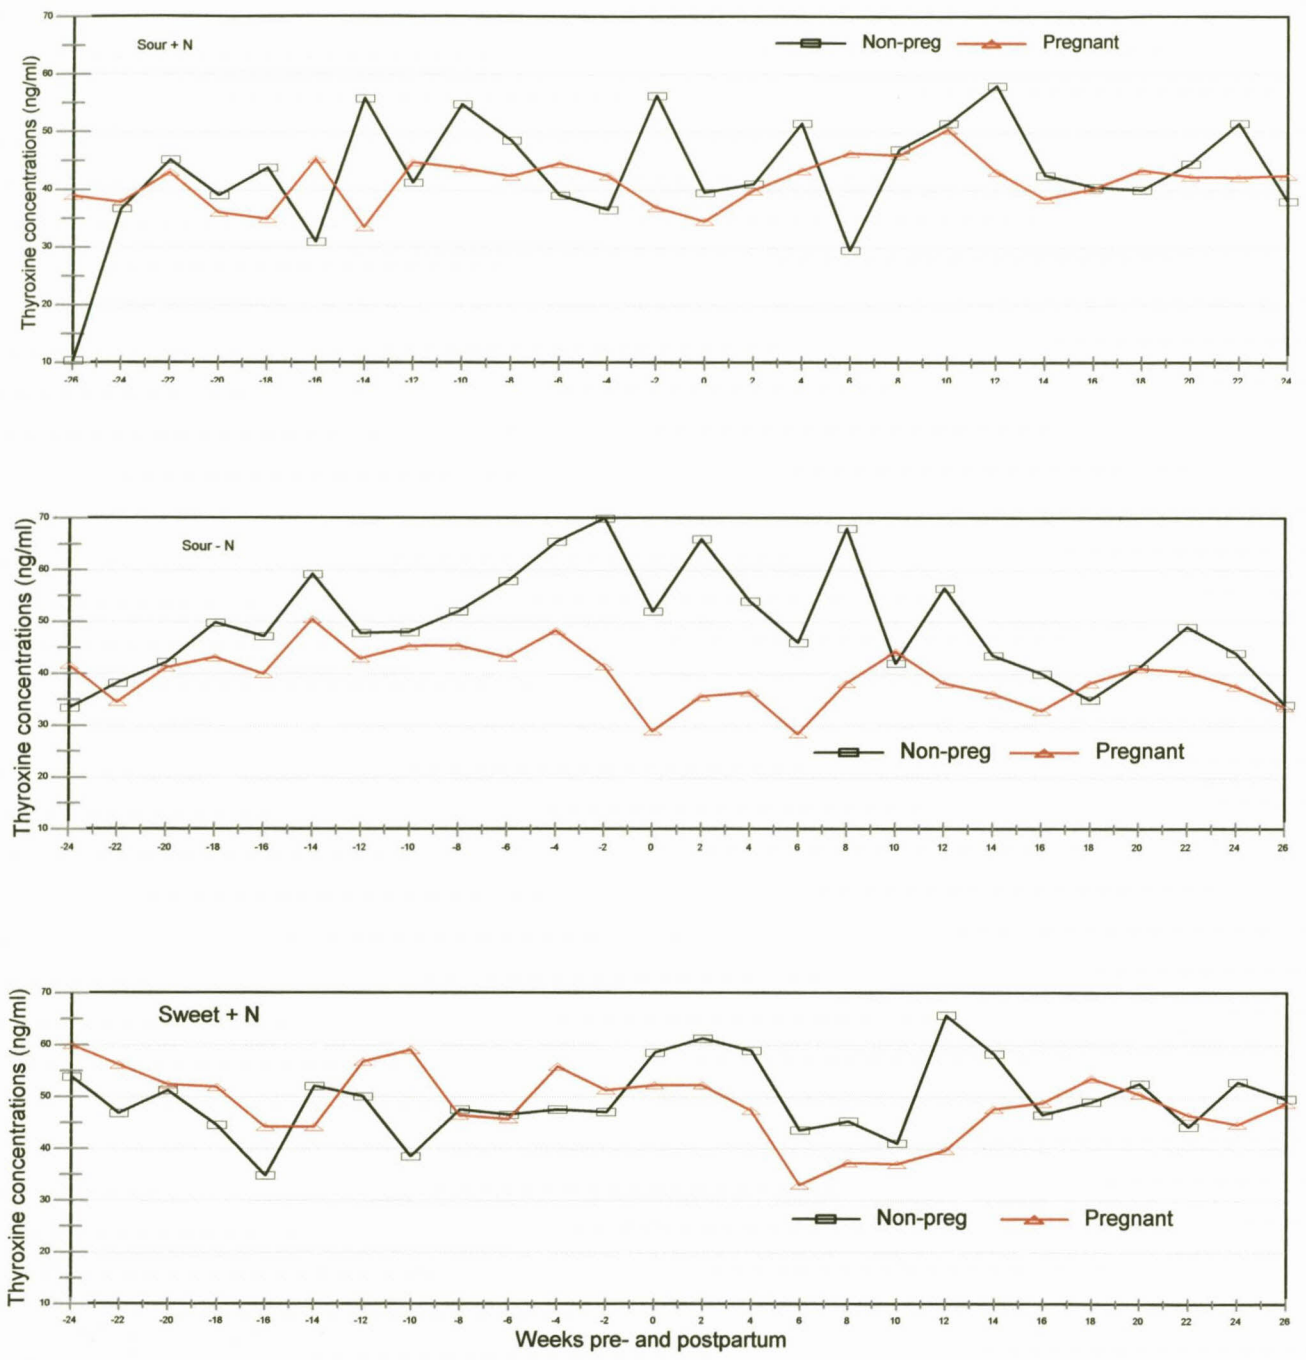 70
Sour + N
Non-preg
Pregnant
60
50
40
30
20
10
Thyroxine concentrations (ng/ml)
-26 -24 -22 -20 -18 -16 -14 -12 -10 -8 -6 -4 -2 0 2 4 6 8 10 12 14 16 18 20 22 24
70
Sour - N
60
50
40
30
20
10
Thyroxine concentrations (ng/ml)
Non-preg
Pregnant
-24 -22 -20 -18 -16 -14 -12 -10 -8 -6 -4 -2 0 2 4 6 8 10 12 14 16 18 20 22 24 26
70
Sweet + N
60
50
40
30
20
10
Thyroxine concentrations (ng/ml)
Non-preg
Pregnant
-24 -22 -20 -18 -16 -14 -12 -10 -8 -6 -4 -2 0 2 4 6 8 10 12 14 16 18 20 22 24 26
Weeks pre- and postpartum